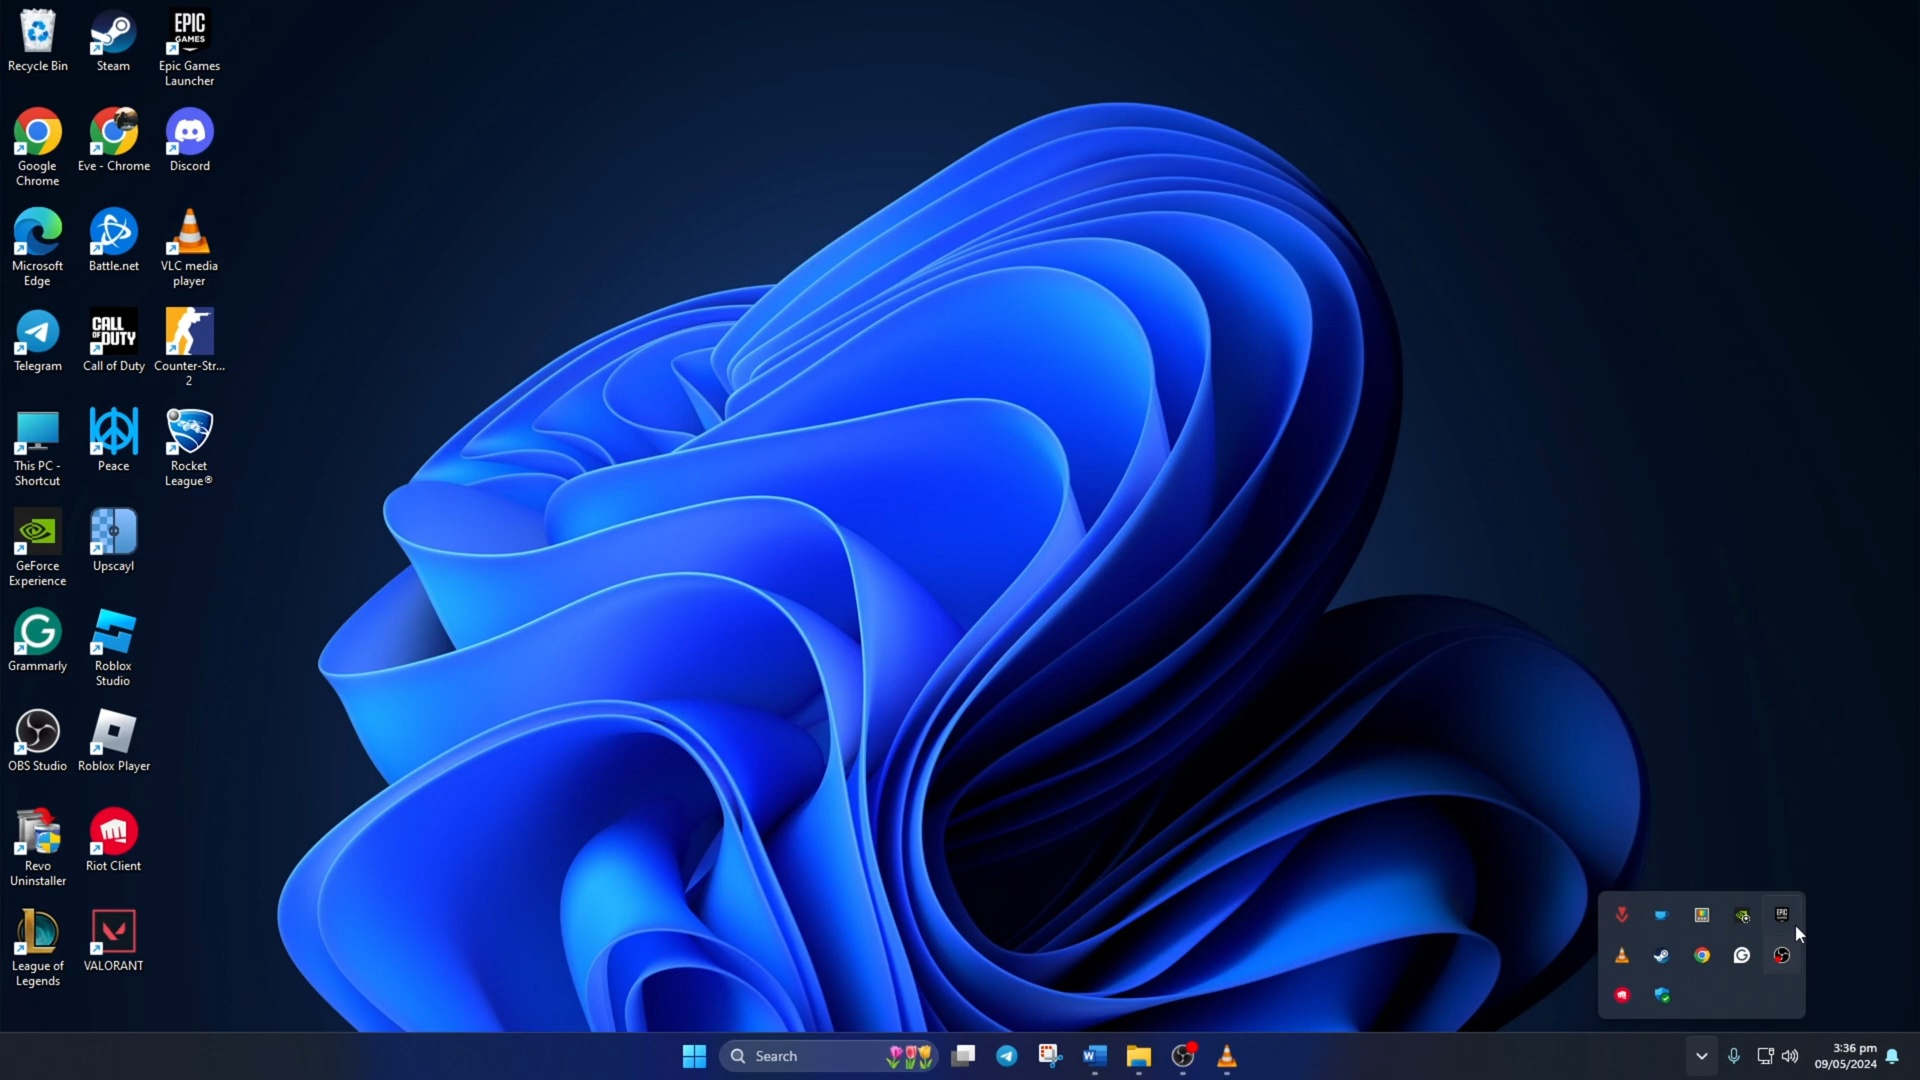 Recycle Bin
Steam
EPIC
GAMES
Epic Games
Launcher
Google
Chrome
Eve - Chrome
Discord
Microsoft
Edge
Battle.net
VLC media
player
Telegram
CALL
OF DUTY
Call of Duty
Counter-Str...
2
This PC -
Shortcut
Peace
Rocket
League®
GeForce
Experience
Upscayl
Grammarly
Roblox
Studio
OBS Studio
Roblox Player
Revo
Uninstaller
Riot Client
League of
Legends
VALORANT
EPIC
Search
3:36 pm
09/05/2024